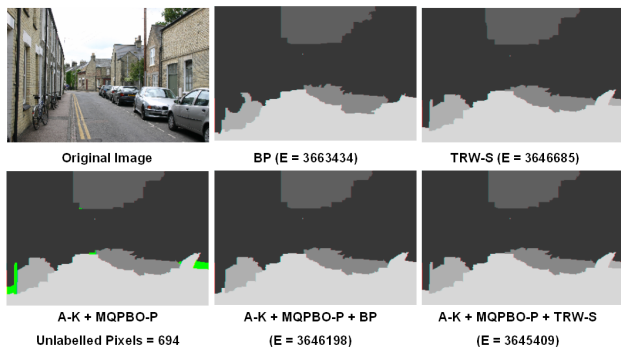 Original Image
BP (E = 3663434)
TRW-S (E = 3646685)
A-K + MQPBO-P
Unlabelled Pixels = 694
A-K + MQPBO-P + BP
(E = 3646198)
A-K + MQPBO-P + TRW-S
(E = 3645409)